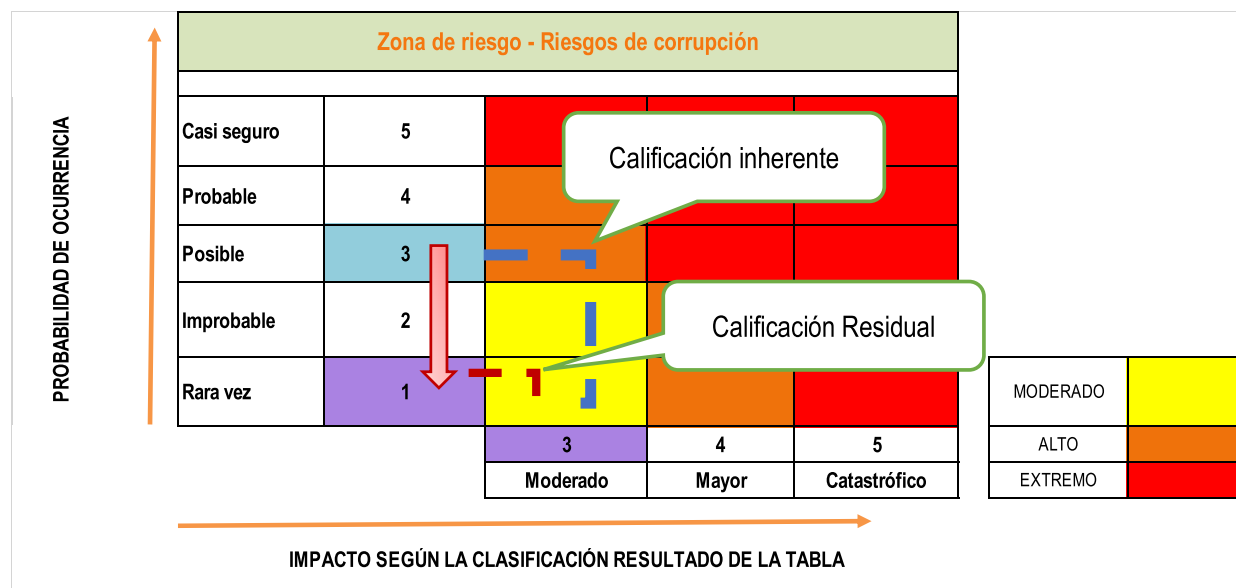 Zona de riesgo - Riesgos de corrupción
PROBABILIDAD DE OCURRENCIA
Casi seguro 5
Calificación inherente
Probable 4
Posible 3
Improbable 2
Calificación Residual
Rara vez 1
MODERADO
3 4 5
ALTO
Moderado Mayor Catastrófico
EXTREMO
IMPACTO SEGÚN LA CLASIFICACIÓN RESULTADO DE LA TABLA